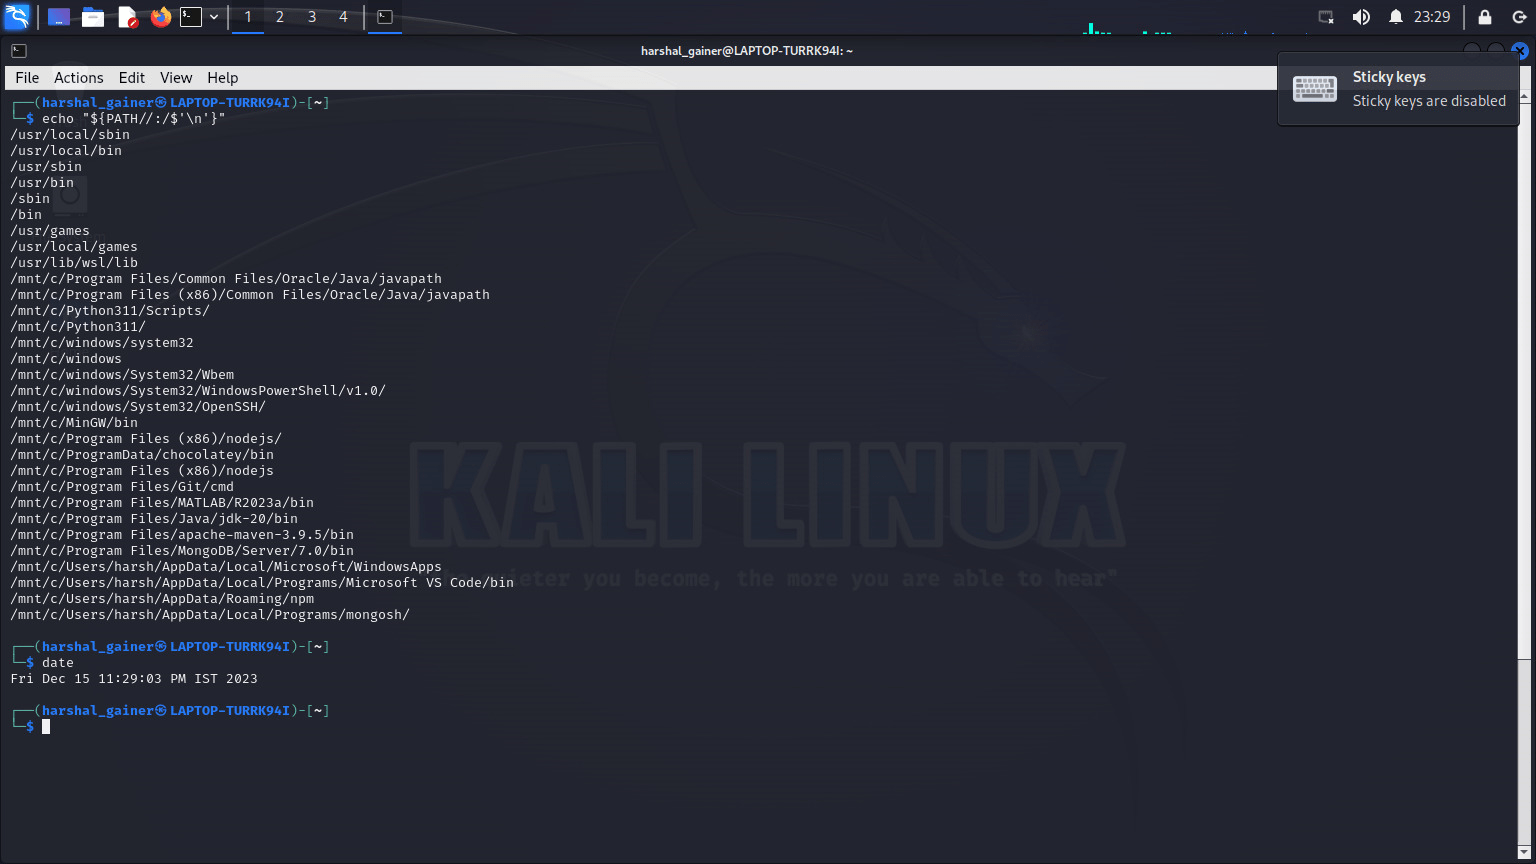 1 2 3 4 23:29
harshal_gainer@LAPTOP-TURRK94I: ~
File Actions Edit View Help
Sticky keys
Sticky keys are disabled
┌──(harshal_gainer㉿LAPTOP-TURRK94I)-[~]
└─$ echo "${PATH//:/$'\n'}"
/usr/local/sbin
/usr/local/bin
/usr/sbin
/usr/bin
/sbin
/bin
/usr/games
/usr/local/games
/usr/lib/wsl/lib
/mnt/c/Program Files/Common Files/Oracle/Java/javapath
/mnt/c/Program Files (x86)/Common Files/Oracle/Java/javapath
/mnt/c/Python311/Scripts/
/mnt/c/Python311/
/mnt/c/windows/system32
/mnt/c/windows
/mnt/c/windows/System32/Wbem
/mnt/c/windows/System32/WindowsPowerShell/v1.0/
/mnt/c/windows/System32/OpenSSH/
/mnt/c/MinGW/bin
/mnt/c/Program Files (x86)/nodejs/
/mnt/c/ProgramData/chocolatey/bin
/mnt/c/Program Files (x86)/nodejs
/mnt/c/Program Files/Git/cmd
/mnt/c/Program Files/MATLAB/R2023a/bin
/mnt/c/Program Files/Java/jdk-20/bin
/mnt/c/Program Files/apache-maven-3.9.5/bin
/mnt/c/Program Files/MongoDB/Server/7.0/bin
/mnt/c/Users/harsh/AppData/Local/Microsoft/WindowsApps
/mnt/c/Users/harsh/AppData/Local/Programs/Microsoft VS Code/bin
/mnt/c/Users/harsh/AppData/Roaming/npm
/mnt/c/Users/harsh/AppData/Local/Programs/mongosh/
┌──(harshal_gainer㉿LAPTOP-TURRK94I)-[~]
└─$ date
Fri Dec 15 11:29:03 PM IST 2023
┌──(harshal_gainer㉿LAPTOP-TURRK94I)-[~]
└─$
KALI LINUX
you become, the more you are able to hear"